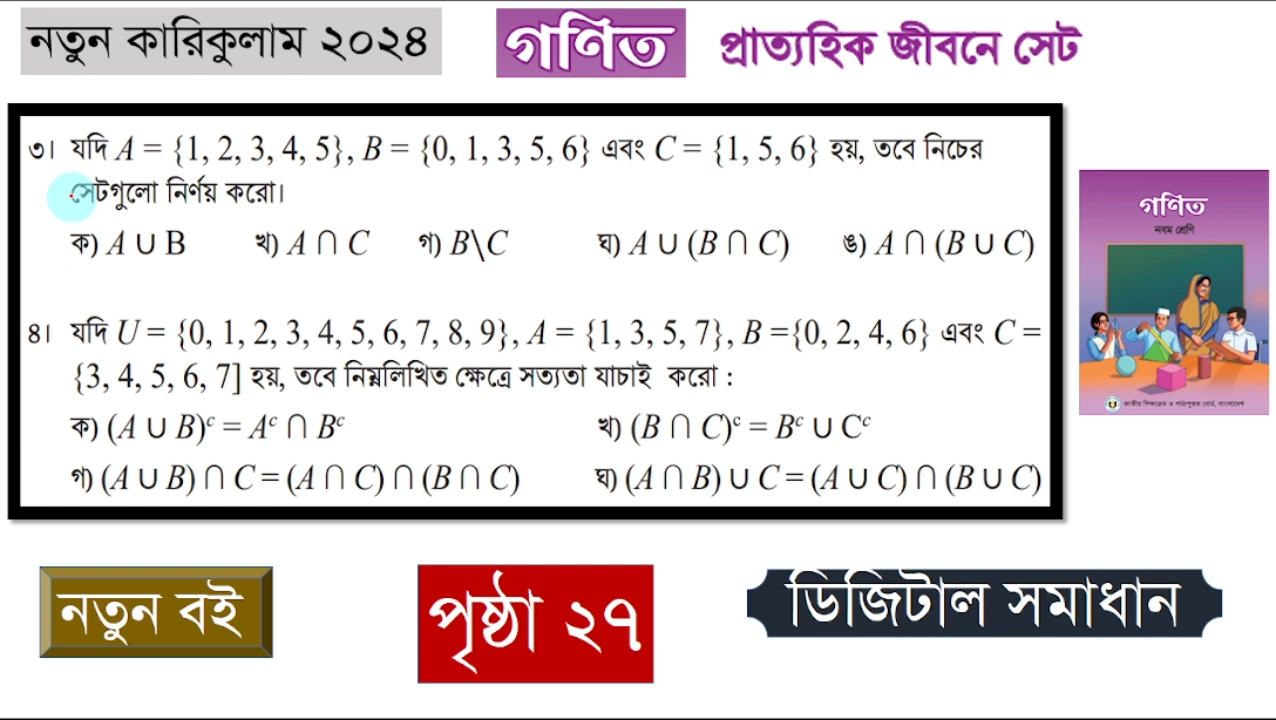 নতুন কারিকুলাম ২০২৪
গণিত
প্রাত্যহিক জীবনে সেট
৩। যদি A = {1, 2, 3, 4, 5}, B = {0, 1, 3, 5, 6} এবং C = {1, 5, 6} হয়, তবে নিচের
সেটগুলো নির্ণয় করো।
ক) A ∪ B খ) A ∩ C গ) B\C ঘ) A ∪ (B ∩ C) ঙ) A ∩ (B ∪ C)
৪। যদি U = {0, 1, 2, 3, 4, 5, 6, 7, 8, 9}, A = {1, 3, 5, 7}, B ={0, 2, 4, 6} এবং C =
{3, 4, 5, 6, 7] হয়, তবে নিম্নলিখিত ক্ষেত্রে সত্যতা যাচাই করো :
ক) (A ∪ B)ᶜ = Aᶜ ∩ Bᶜ খ) (B ∩ C)ᶜ = Bᶜ ∪ Cᶜ
গ) (A ∪ B) ∩ C = (A ∩ C) ∩ (B ∩ C) ঘ) (A ∩ B) ∪ C = (A ∪ C) ∩ (B ∪ C)
গণিত
নবম শ্রেণি
জাতীয় শিক্ষাক্রম ও পাঠ্যপুস্তক বোর্ড, বাংলাদেশ
নতুন বই
পৃষ্ঠা ২৭
ডিজিটাল সমাধান